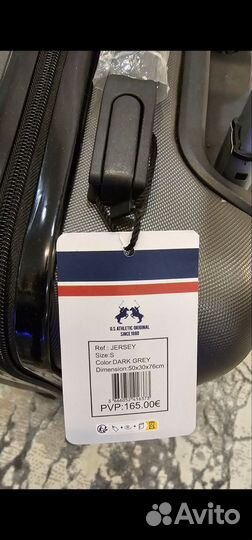 U.S. ATHLETIC ORIGINAL
SINCE 1980
Ref.: JERSEY
Size:S
Color:DARK GREY
Dimension:50x30x76cm
PVP:165.00€
Avito